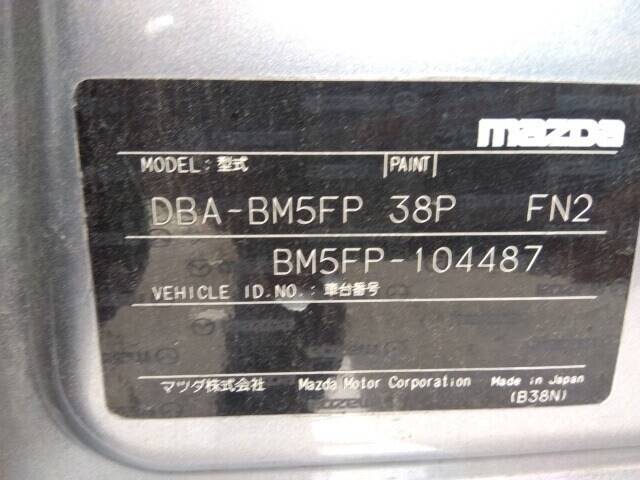 mazda
MODEL : 型式 PAINT
DBA-BM5FP 38P FN2
BM5FP-104487
VEHICLE ID.NO. : 車台番号
マツダ株式会社 Mazda Motor Corporation Made in Japan
(B38N)